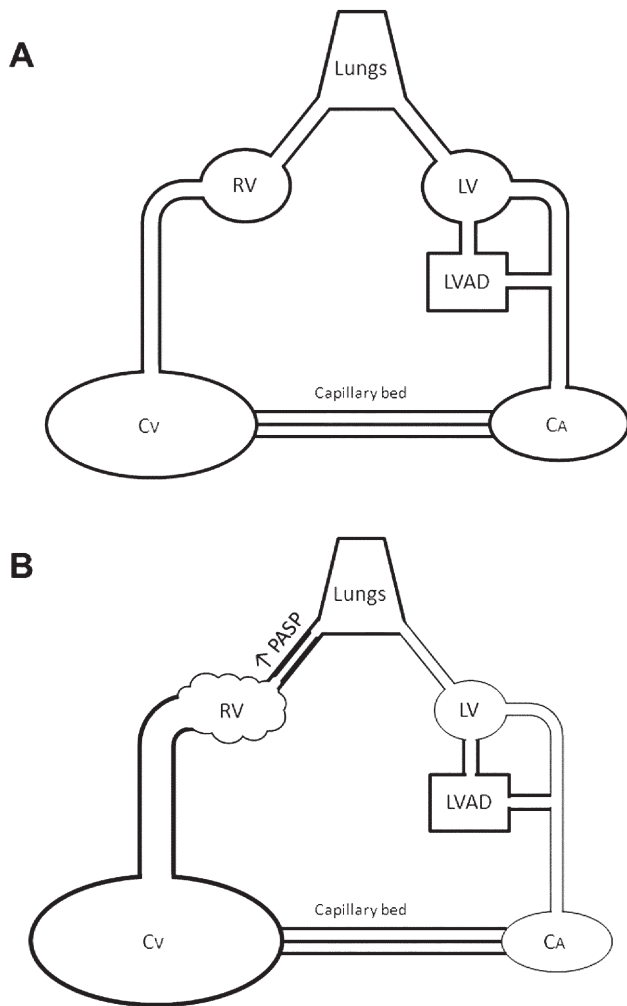 A
Lungs
RV
LV
LVAD
Capillary bed
Cv
CA
B
Lungs
↑ PASP
RV
LV
LVAD
Capillary bed
Cv
CA